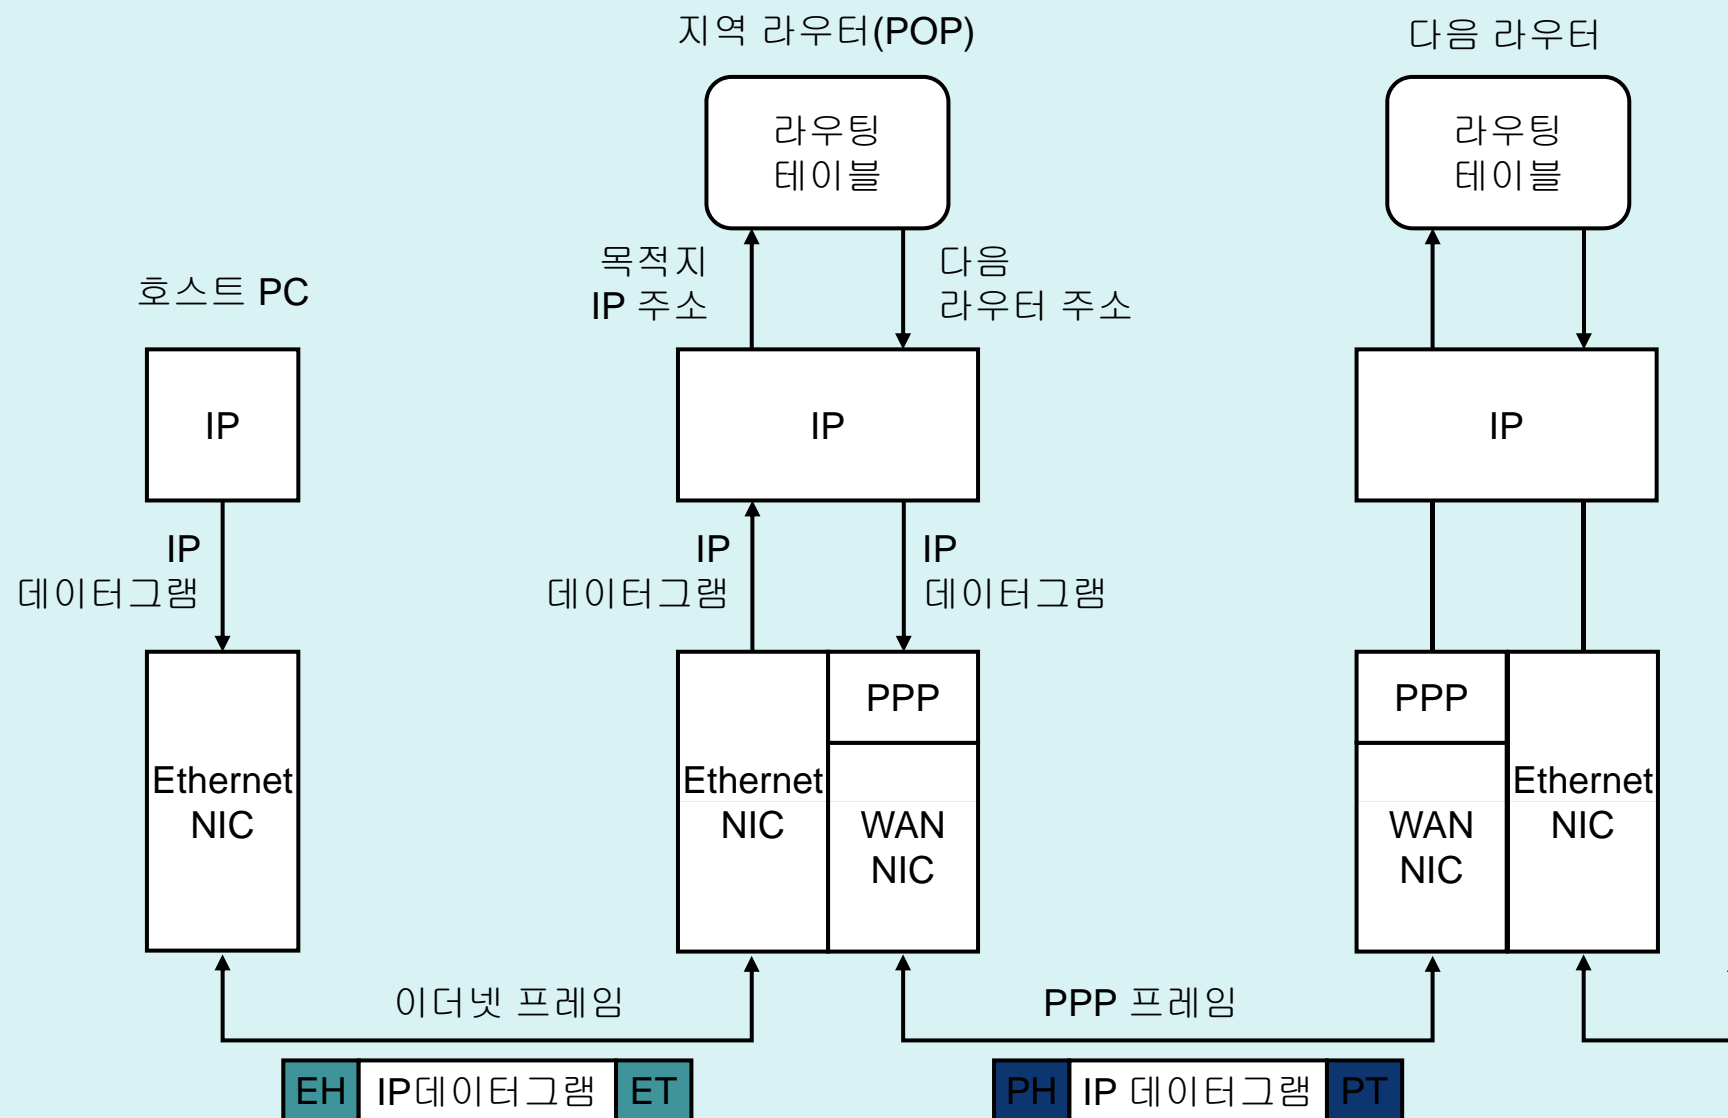 지역 라우터(POP)
다음 라우터
라우팅
테이블
라우팅
테이블
목적지
IP 주소
다음
라우터 주소
호스트 PC
IP
IP
IP
IP
데이터그램
IP
데이터그램
IP
데이터그램
Ethernet
NIC
Ethernet
NIC
PPP
WAN
NIC
PPP
WAN
NIC
Ethernet
NIC
이더넷 프레임
PPP 프레임
EH IP데이터그램 ET
PH IP 데이터그램 PT